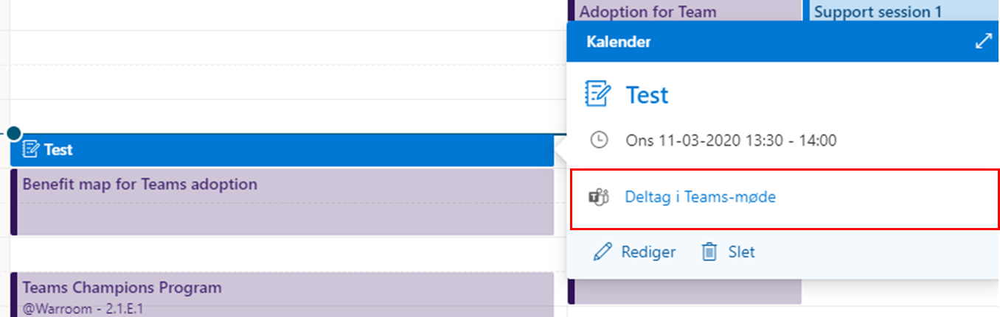 Adoption for Team
Support session 1
Kalender
Test
Ons 11-03-2020 13:30 - 14:00
Deltag i Teams-møde
Rediger
Slet
Test
Benefit map for Teams adoption
Teams Champions Program
@Warroom - 2.1.E.1